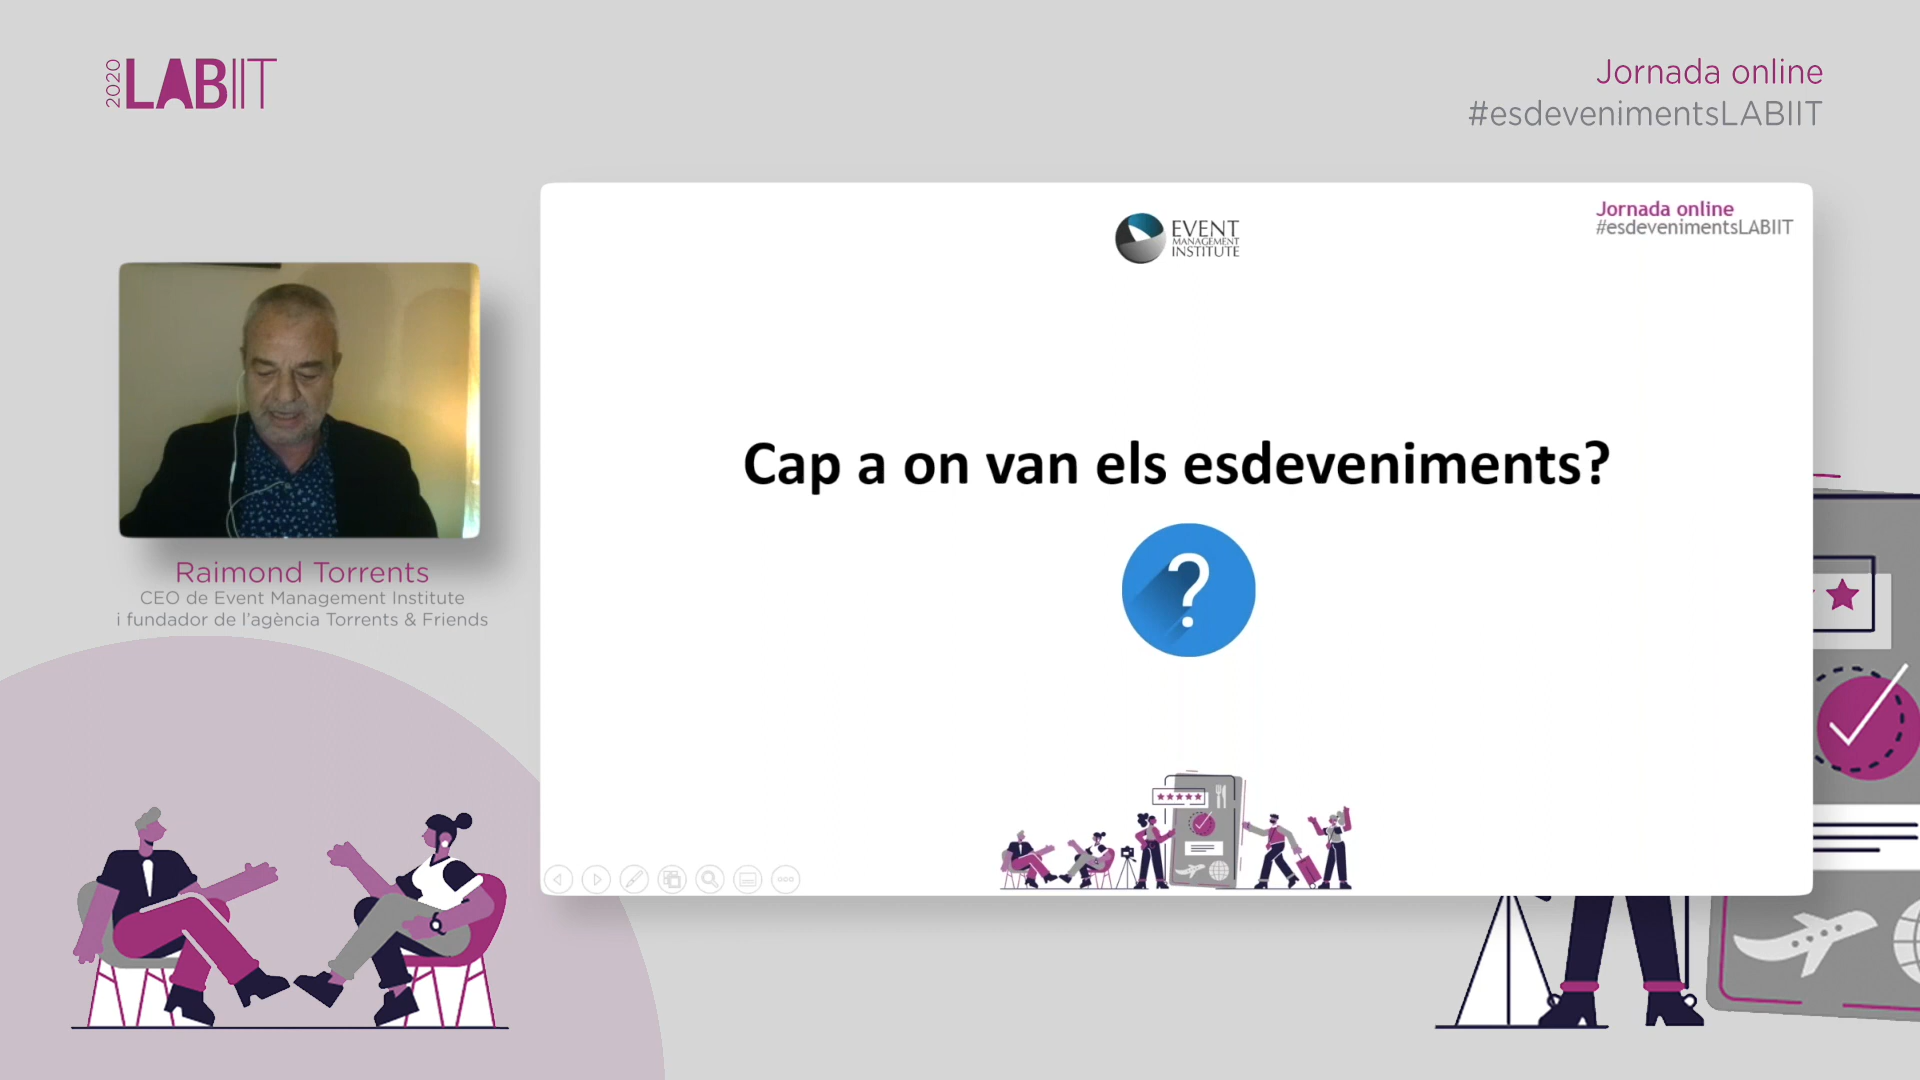 2020 LABIIT
Jornada online
#esdevenimentsLABIIT
EVENT
MANAGEMENT
INSTITUTE
Jornada online
#esdevenimentsLABIIT
Cap a on van els esdeveniments?
?
Raimond Torrents
CEO de Event Management Institute
i fundador de l'agència Torrents & Friends